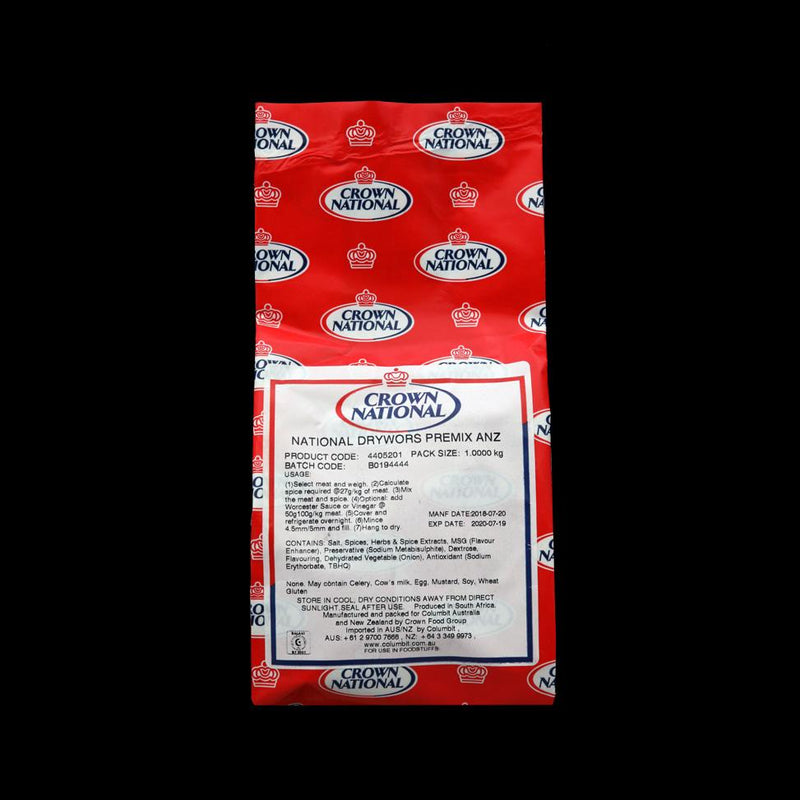 CROWN
NATIONAL
CROWN
NATIONAL
CROWN
NATIONAL
CROWN
NATIONAL
CROWN
NATIONAL
NATIONAL DRYWORS PREMIX ANZ
PRODUCT CODE: 4405201 PACK SIZE: 1.0000 kg
BATCH CODE: B0194444
USAGE:
(1)Select meat and weigh. (2)Calculate
spice required @27g/kg of meat. (3)Mix
the meat and spice. (4)Optional: add
Worcester Sauce or Vinegar @
50g100g/kg meat. (5)Cover and
refrigerate overnight. (6)Mince
4.5mm/5mm and fill. (7)Hang to dry.
MANF DATE:2018-07-20
EXP DATE: 2020-07-19
CONTAINS: Salt, Spices, Herbs & Spice Extracts, MSG (Flavour
Enhancer), Preservative (Sodium Metabisulphite), Dextrose,
Flavouring, Dehydrated Vegetable (Onion), Antioxidant (Sodium
Erythorbate, TBHQ)
None. May contain Celery, Cow's milk, Egg, Mustard, Soy, Wheat
Gluten
STORE IN COOL, DRY CONDITIONS AWAY FROM DIRECT
SUNLIGHT.SEAL AFTER USE. Produced in South Africa.
Manufactured and packed for Columbit Australia
and New Zealand by Crown Food Group
Imported in AUS/NZ by Columbit ,
AUS: +61 2 9700 7666 , NZ: +64 3 349 9973 ,
www.columbit.com.au
FOR USE IN FOODSTUFFS
CROWN
NATIONAL